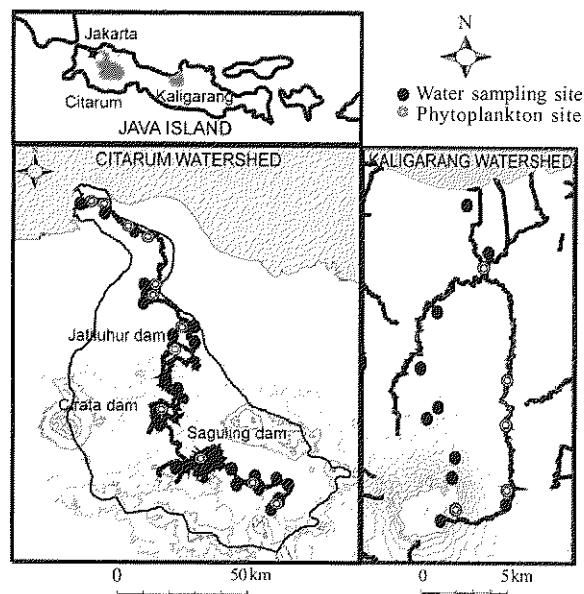 Jakarta
Citarum
Kaligarang
JAVA ISLAND
N
Water sampling site
Phytoplankton site
CITARUM WATERSHED
Jatiluhur dam
Cirata dam
Saguling dam
0 50km
KALIGARANG WATERSHED
0 5km